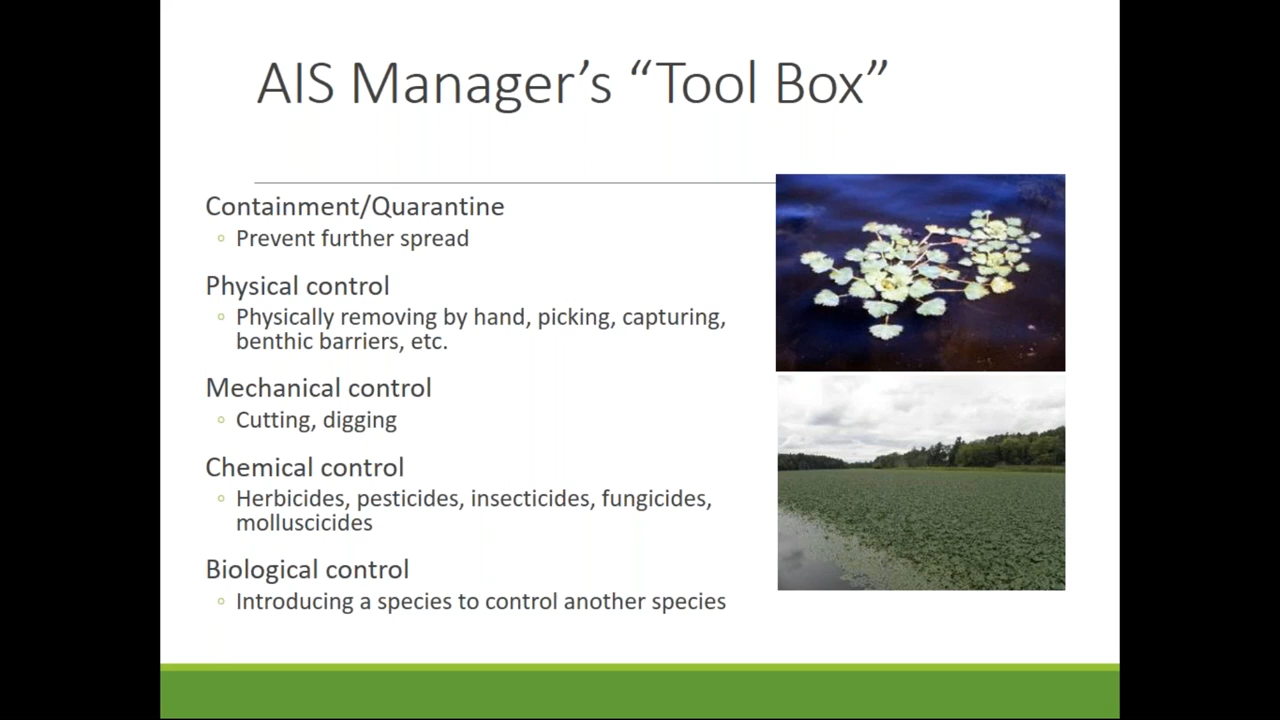 AIS Manager’s “Tool Box”
Containment/Quarantine
◦ Prevent further spread
Physical control
◦ Physically removing by hand, picking, capturing,
benthic barriers, etc.
Mechanical control
◦ Cutting, digging
Chemical control
◦ Herbicides, pesticides, insecticides, fungicides,
molluscicides
Biological control
◦ Introducing a species to control another species